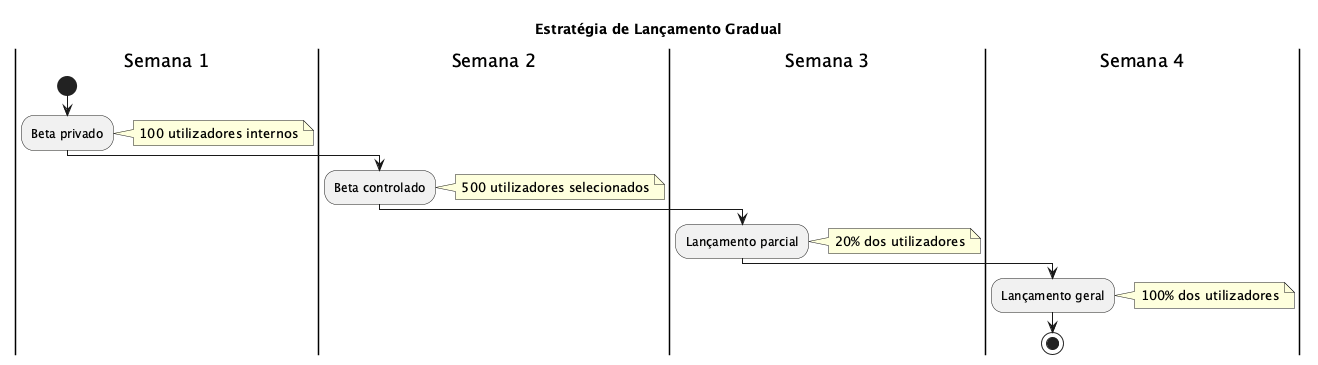 Estratégia de Lançamento Gradual
Semana 1
Semana 2
Semana 3
Semana 4
Beta privado
100 utilizadores internos
Beta controlado
500 utilizadores selecionados
Lançamento parcial
20% dos utilizadores
Lançamento geral
100% dos utilizadores